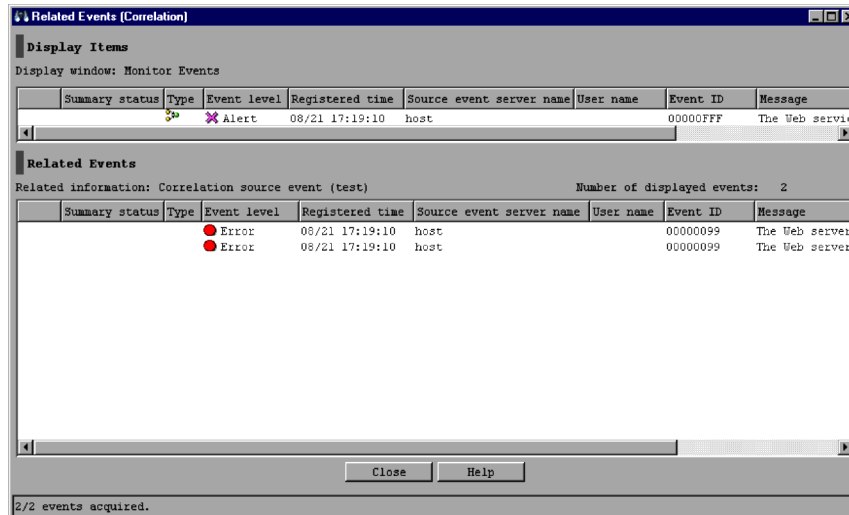 Related Events (Correlation)
Display Items
Display window: Monitor Events
Summary status Type Event level Registered time Source event server name User name Event ID Message
Alert 08/21 17:19:10 host 00000FFF The Web servi
Related Events
Related information: Correlation source event (test) Number of displayed events: 2
Summary status Type Event level Registered time Source event server name User name Event ID Message
Error 08/21 17:19:10 host 00000099 The Web server
Error 08/21 17:19:10 host 00000099 The Web server
Close Help
2/2 events acquired.